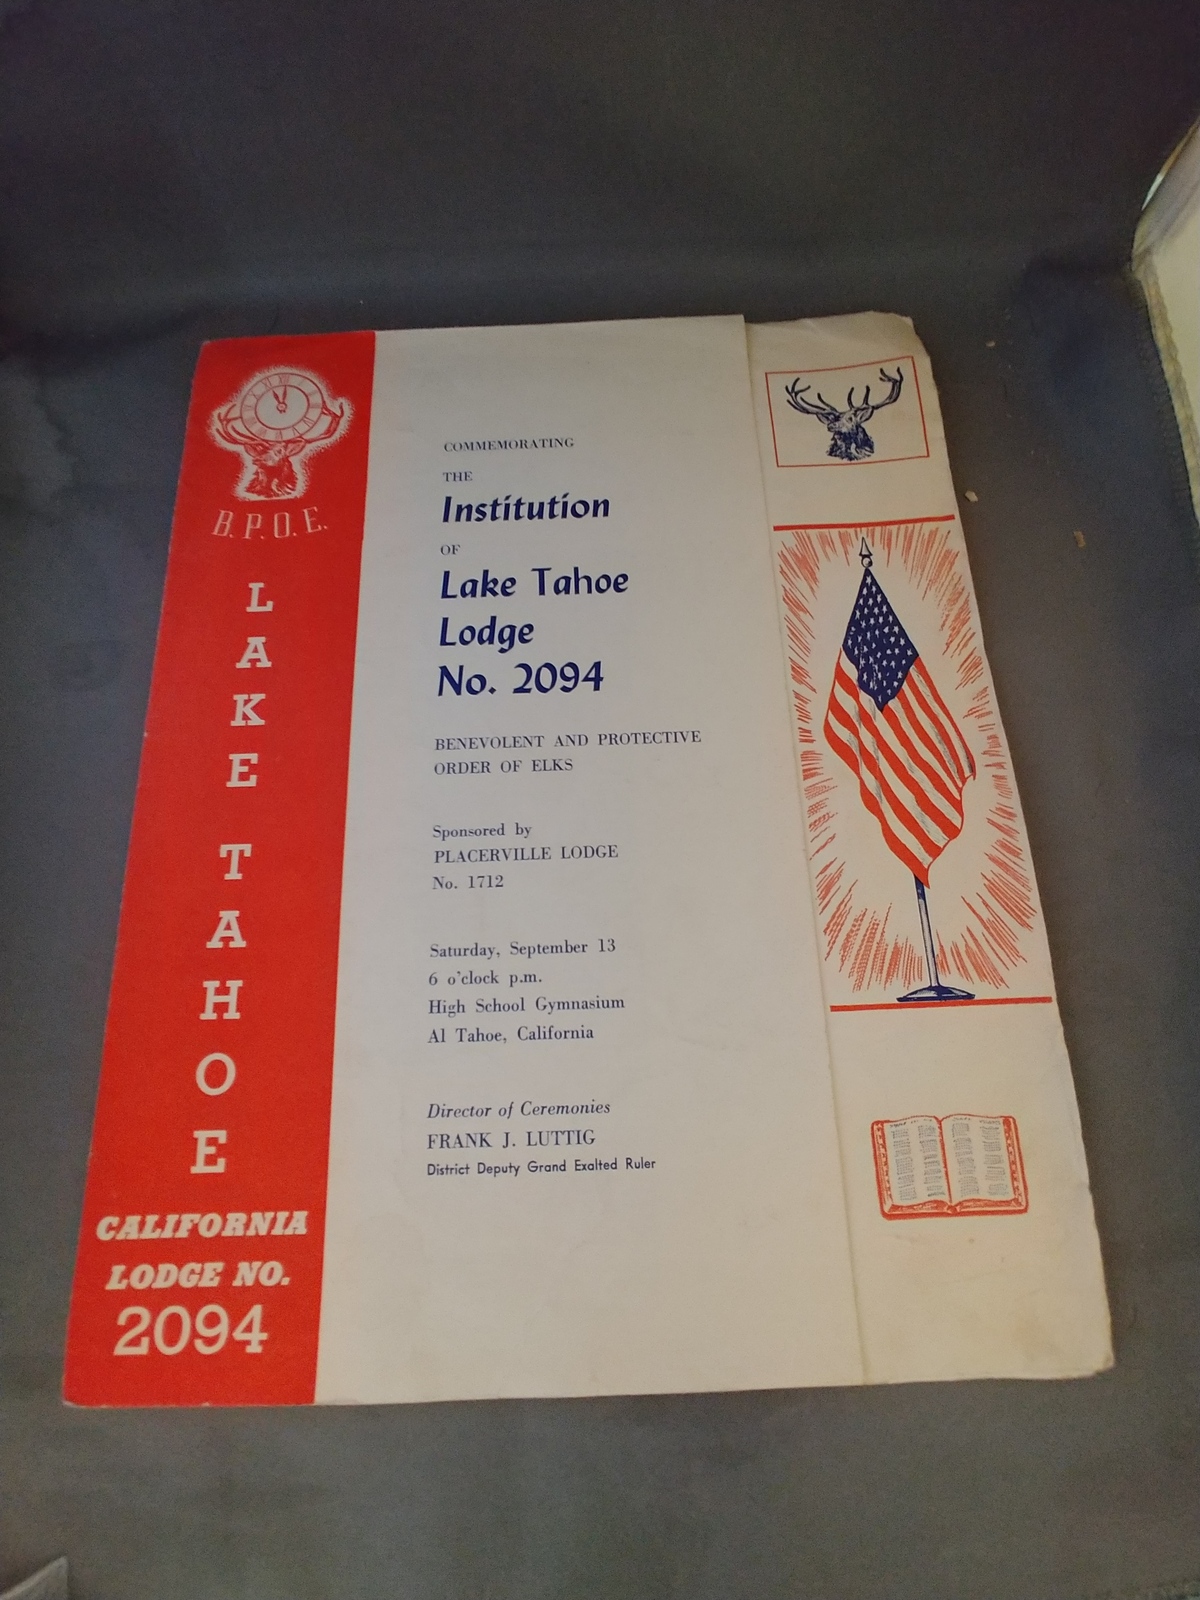 B.P.O.E.
LAKE TAHOE
CALIFORNIA
LODGE NO.
2094
COMMEMORATING
THE
Institution
OF
Lake Tahoe
Lodge
No. 2094
BENEVOLENT AND PROTECTIVE
ORDER OF ELKS
Sponsored by
PLACERVILLE LODGE
No. 1712
Saturday, September 13
6 o'clock p.m.
High School Gymnasium
Al Tahoe, California
Director of Ceremonies
FRANK J. LUTTIG
District Deputy Grand Exalted Ruler